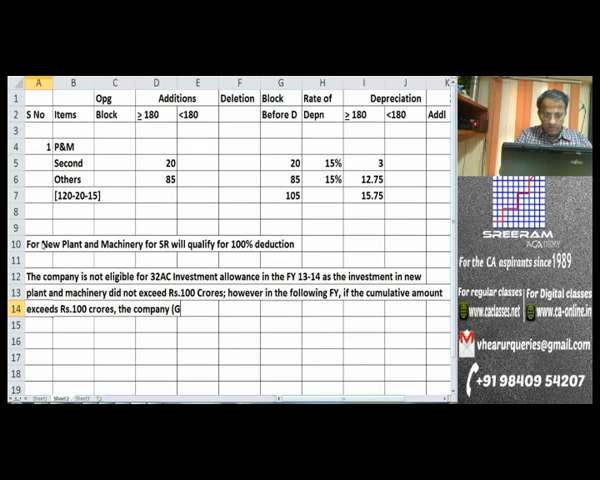 A B C D E F G H I J K
1 Opg Additions Deletion Block Rate of Depreciation
2 S No Items Block ≥ 180 <180 Before D Depn ≥ 180 <180 Addl
3
4 1 P&M
5 Second 20 20 15% 3
6 Others 85 85 15% 12.75
7 [120-20-15] 105 15.75
8
9
10 For New Plant and Machinery for SR will qualify for 100% deduction
11
12 The company is not eligible for 32AC Investment allowance in the FY 13-14 as the investment in new
13 plant and machinery did not exceed Rs.100 Crores; however in the following FY, if the cumulative amount
14 exceeds Rs.100 crores, the company (G
15
16
17
18
19
Sheet1 Sheet2 Sheet3
SREERAM
ACADEMY
For the CA aspirants since 1989
For regular classes For Digital classes
www.caclasses.net www.ca-online.in
vhearurqueries@gmail.com
+91 98409 54207